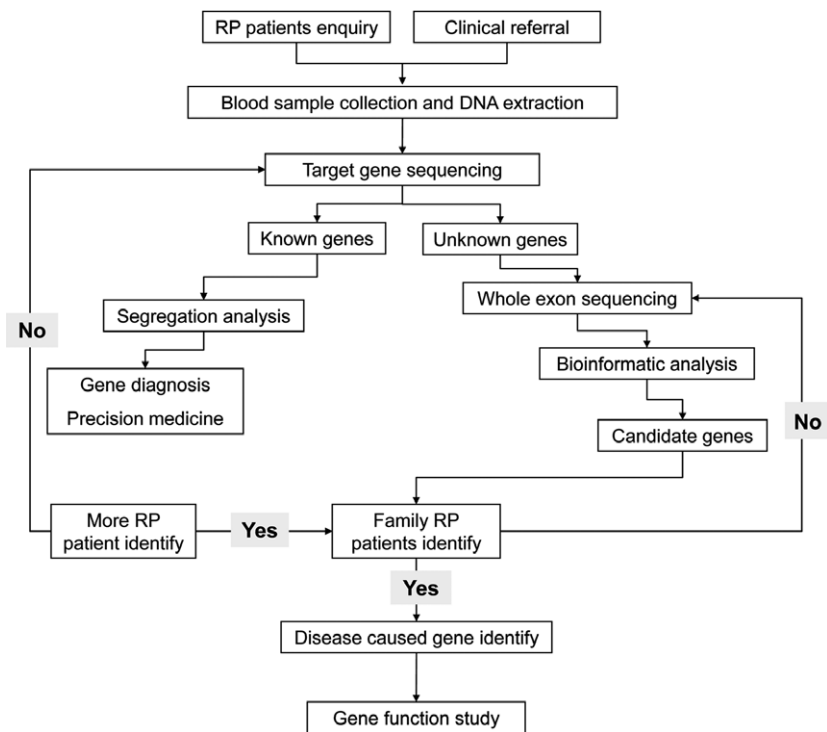 RP patients enquiry
Clinical referral
Blood sample collection and DNA extraction
Target gene sequencing
Known genes
Unknown genes
Whole exon sequencing
Segregation analysis
No
Bioinformatic analysis
Gene diagnosis
Precision medicine
No
Candidate genes
More RP
patient identify
Yes
Family RP
patients identify
Yes
Disease caused gene identify
Gene function study